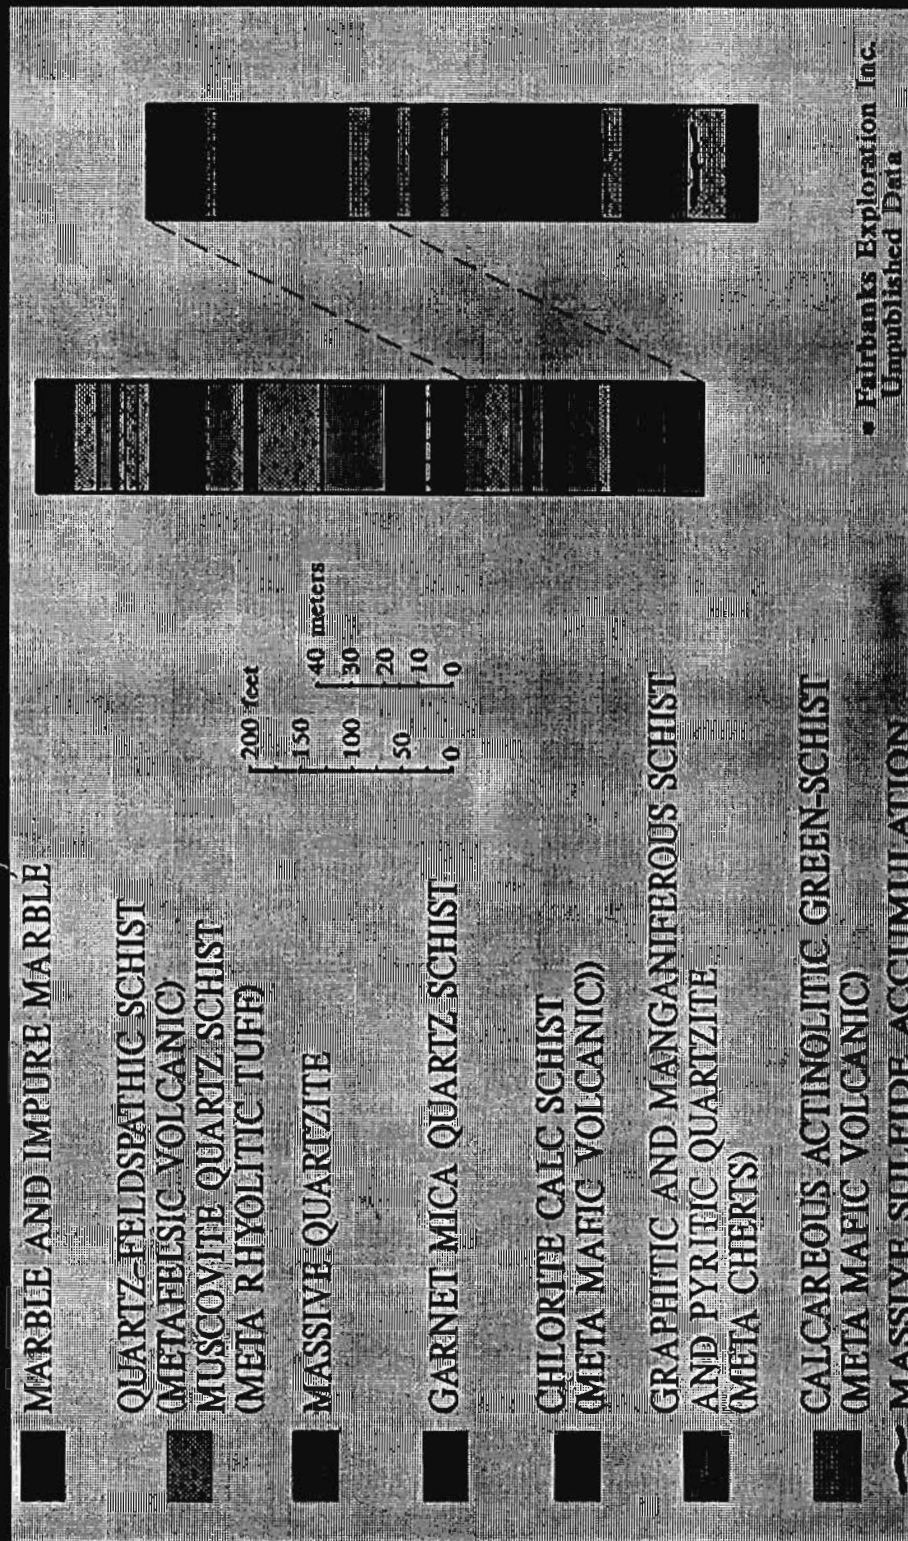 MARBLE AND IMPURE MARBLE
QUARTZ-FELDSPATHIC SCHIST
(METAFELSIC VOLCANIC)
MUSCOVITE QUARTZ SCHIST
(META RHYOLITIC TUFF)
MASSIVE QUARTZITE
GARNET MICA QUARTZ SCHIST
CHLORITE CALC SCHIST
(META MAFIC VOLCANIC))
GRAPHITIC AND MANGANIFEROUS SCHIST
AND PYRITIC QUARTZITE
(META CHERTS)
CALCAREOUS ACTINOLITIC GREEN-SCHIST
(META MAFIC VOLCANIC)
MASSIVE SULFIDE ACCUMULATION
200 feet
150
100
50
0
40 meters
30
20
10
0
Fairbanks Exploration Inc.
Unpublished Data